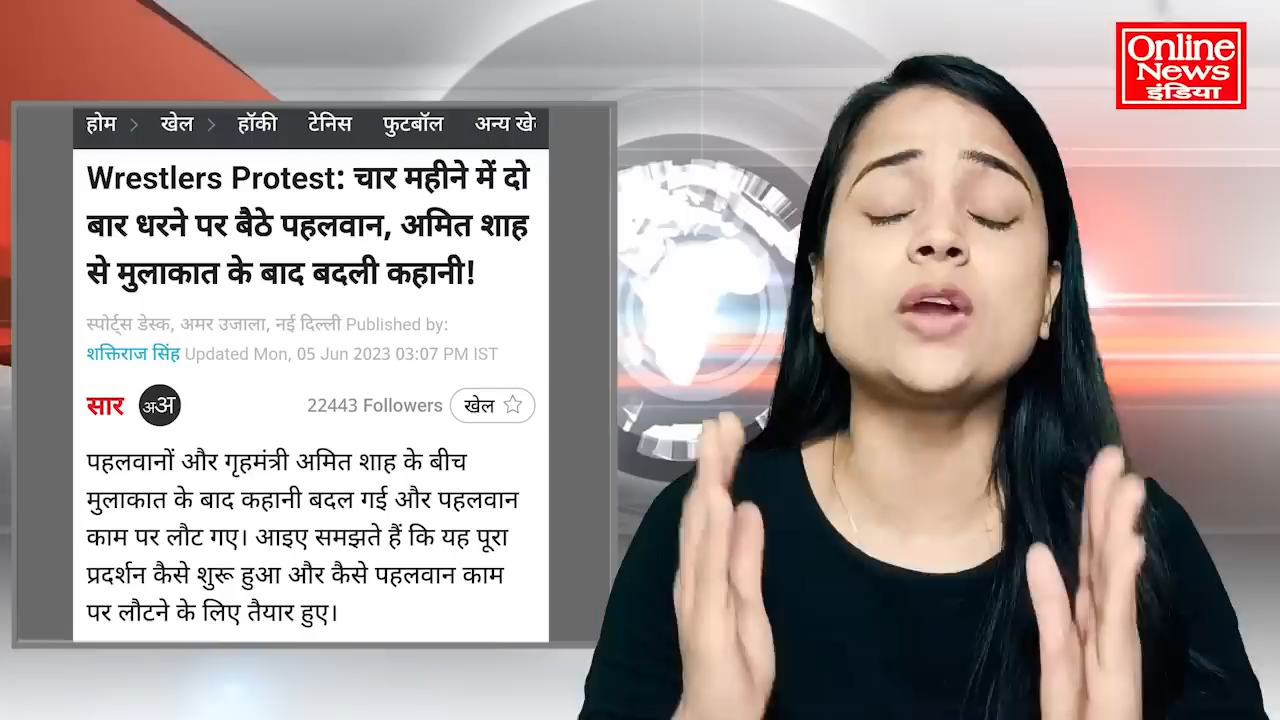 Online
News
इंडिया
होम > खेल > हॉकी टेनिस फुटबॉल अन्य खे
Wrestlers Protest: चार महीने में दो
बार धरने पर बैठे पहलवान, अमित शाह
से मुलाकात के बाद बदली कहानी!
स्पोर्ट्स डेस्क, अमर उजाला, नई दिल्ली Published by:
शक्तिराज सिंह Updated Mon, 05 Jun 2023 03:07 PM IST
सार अ अ 22443 Followers खेल
पहलवानों और गृहमंत्री अमित शाह के बीच
मुलाकात के बाद कहानी बदल गई और पहलवान
काम पर लौट गए। आइए समझते हैं कि यह पूरा
प्रदर्शन कैसे शुरू हुआ और कैसे पहलवान काम
पर लौटने के लिए तैयार हुए।